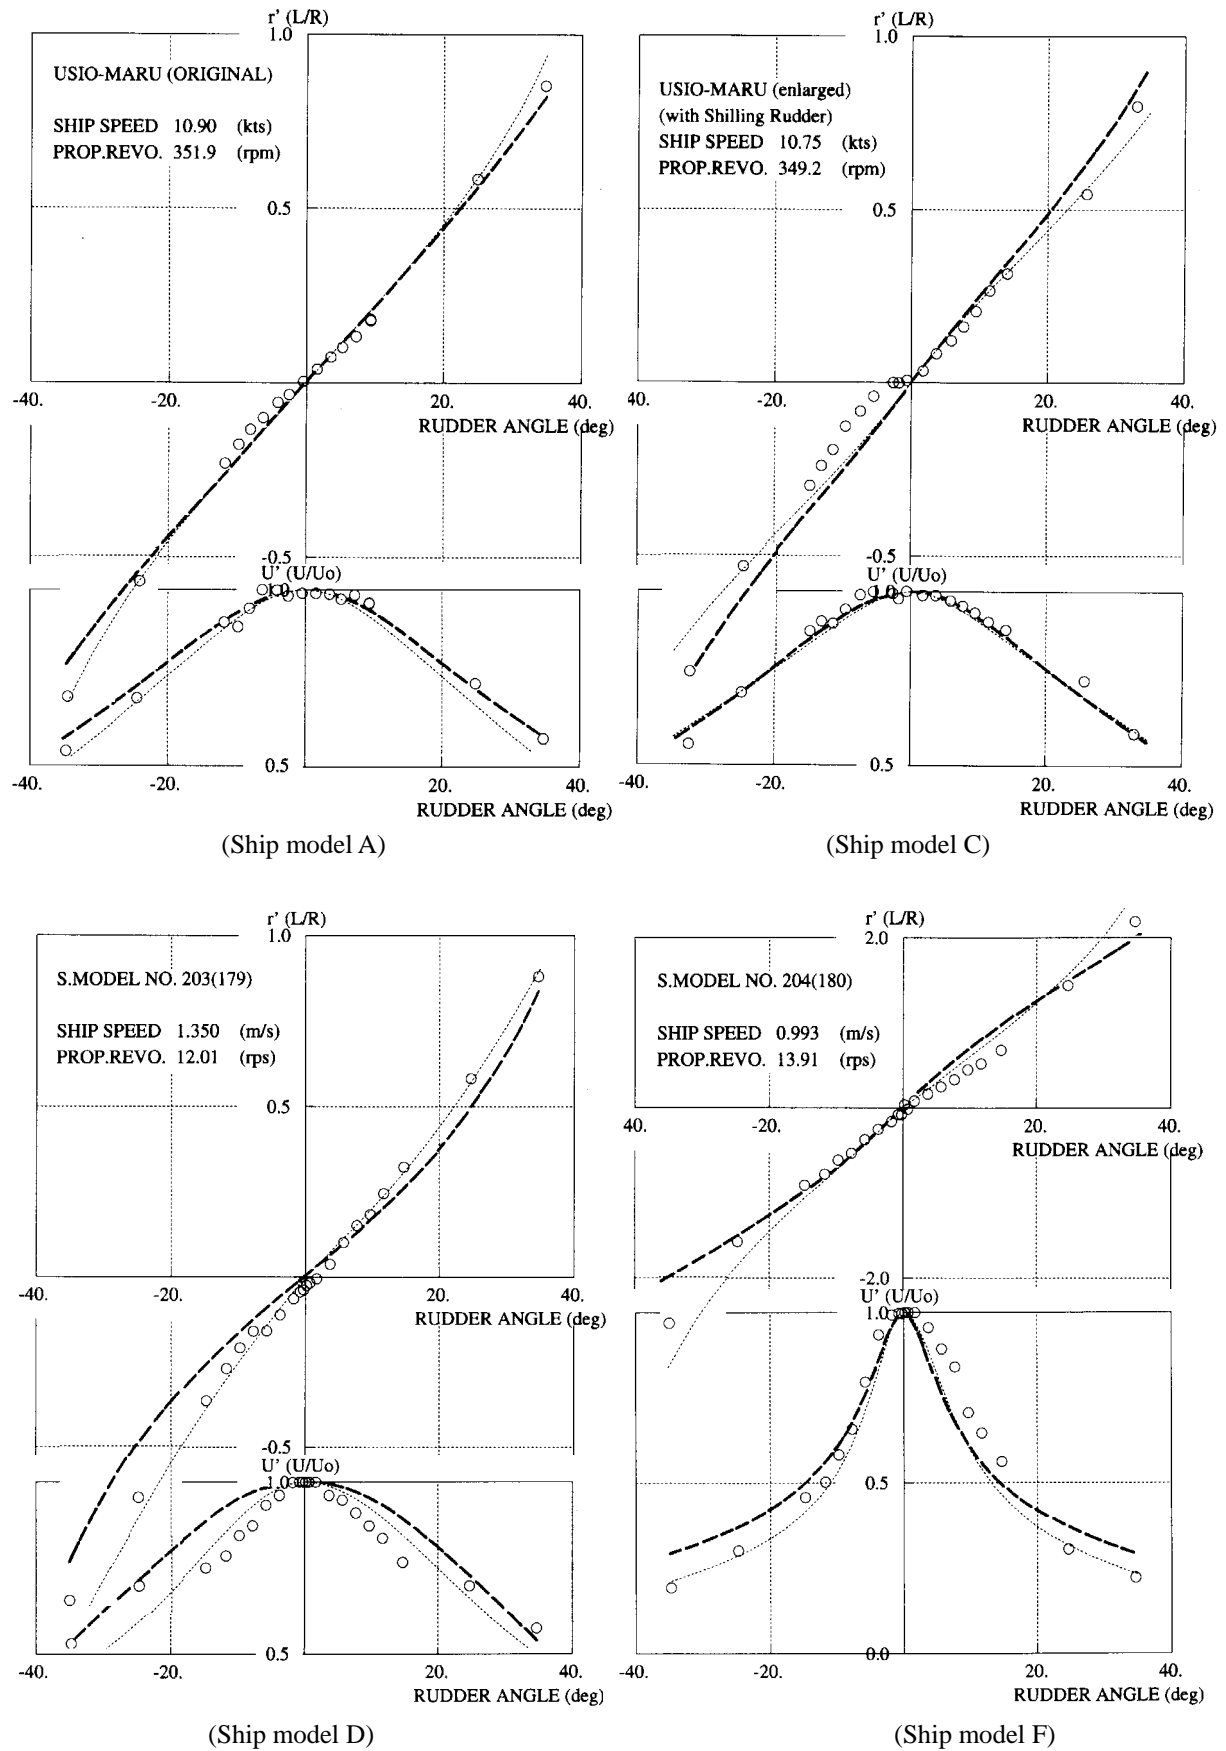 r' (L/R)
1.0
USIO-MARU (ORIGINAL)
SHIP SPEED 10.90 (kts)
PROP.REVO. 351.9 (rpm)
0.5
-40.
-20.
20.
40.
RUDDER ANGLE (deg)
-0.5
U' (U/Uo)
1.0
0.5
-40.
-20.
20.
40.
RUDDER ANGLE (deg)
(Ship model A)
r' (L/R)
1.0
USIO-MARU (enlarged)
(with Shilling Rudder)
SHIP SPEED 10.75 (kts)
PROP.REVO. 349.2 (rpm)
0.5
-40.
-20.
20.
40.
RUDDER ANGLE (deg)
-0.5
U' (U/Uo)
1.0
0.5
-40.
-20.
20.
40.
RUDDER ANGLE (deg)
(Ship model C)
r' (L/R)
1.0
S.MODEL NO. 203(179)
SHIP SPEED 1.350 (m/s)
PROP.REVO. 12.01 (rps)
0.5
-40.
-20.
20.
40.
RUDDER ANGLE (deg)
-0.5
U' (U/Uo)
1.0
0.5
-40.
-20.
20.
40.
RUDDER ANGLE (deg)
(Ship model D)
r' (L/R)
2.0
S.MODEL NO. 204(180)
SHIP SPEED 0.993 (m/s)
PROP.REVO. 13.91 (rps)
40.
-20.
20.
40.
RUDDER ANGLE (deg)
-2.0
U' (U/Uo)
1.0
0.5
0.0
-40.
-20.
20.
40.
RUDDER ANGLE (deg)
(Ship model F)